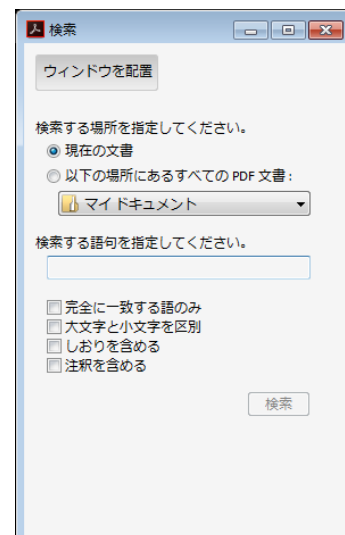 検索
ウィンドウを配置
検索する場所を指定してください。
現在の文書
以下の場所にあるすべての PDF 文書:
マイ ドキュメント
検索する語句を指定してください。
完全に一致する語のみ
大文字と小文字を区別
しおりを含める
注釈を含める
検索